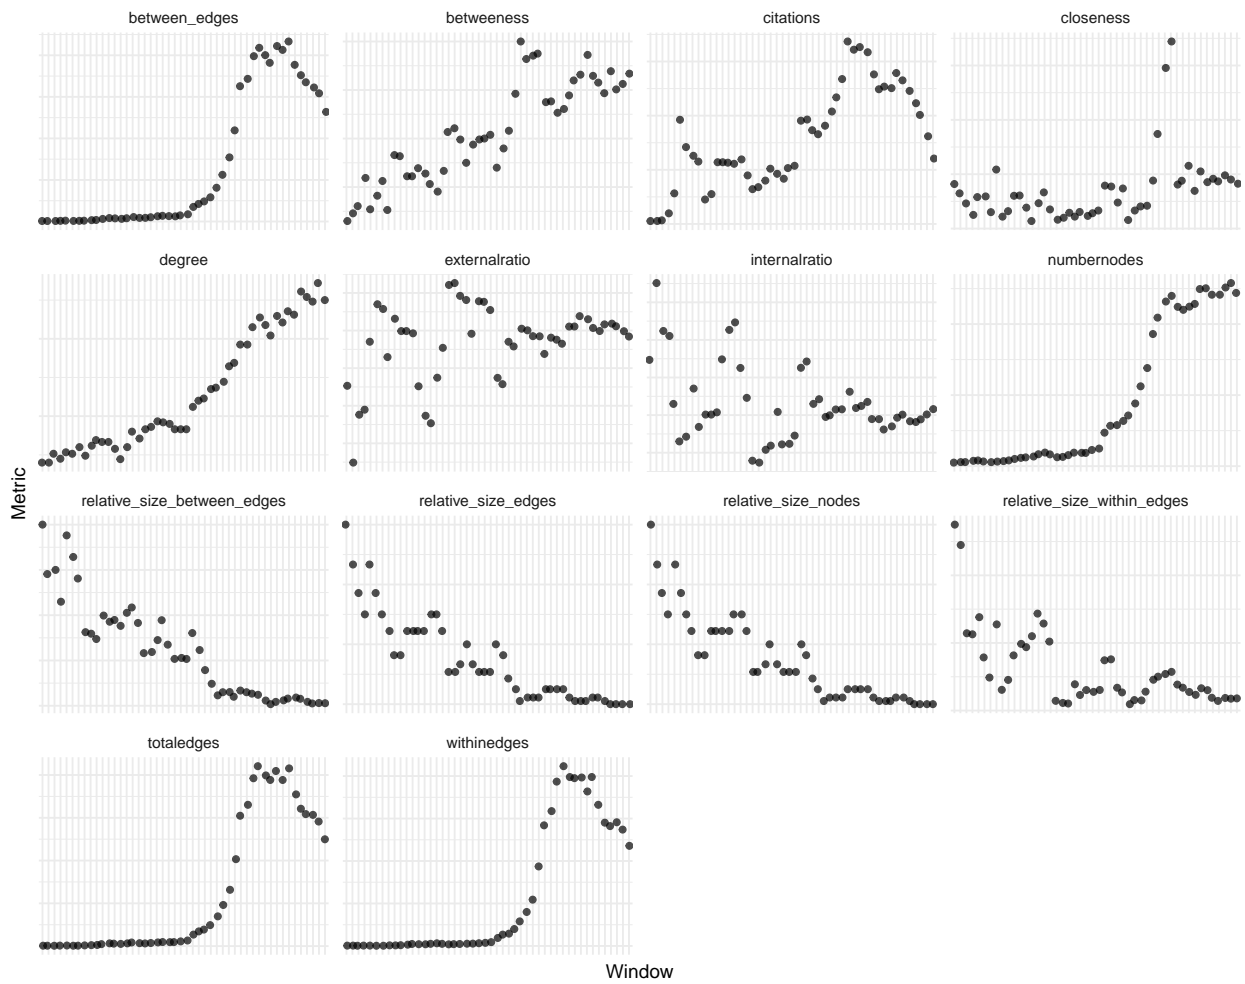 between_edges
betweeness
citations
closeness
degree
externalratio
internalratio
numbernodes
relative_size_between_edges
relative_size_edges
relative_size_nodes
relative_size_within_edges
totaledges
withinedges
Metric
Window